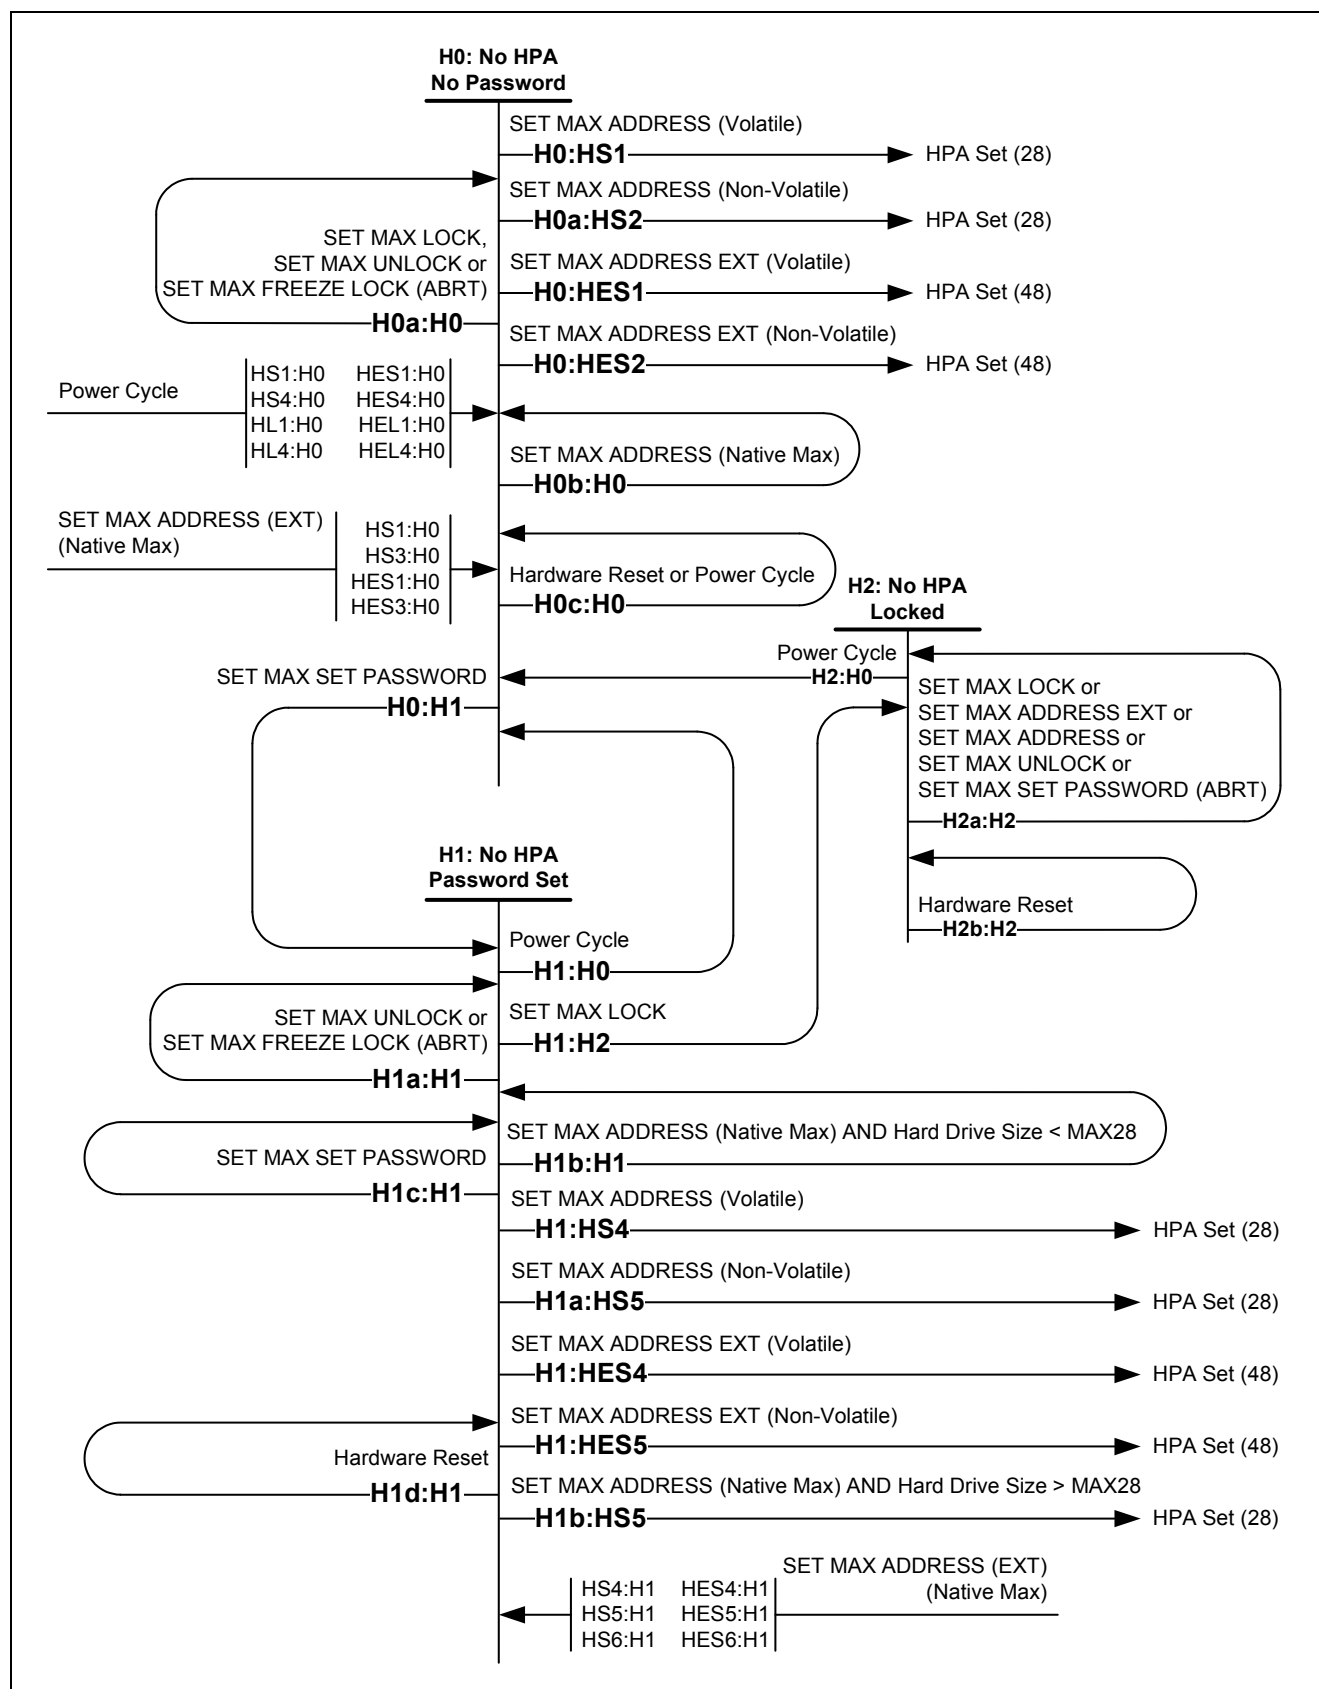 H0: No HPA
No Password
SET MAX ADDRESS (Volatile)
H0:HS1
HPA Set (28)
SET MAX ADDRESS (Non-Volatile)
H0a:HS2
HPA Set (28)
SET MAX LOCK,
SET MAX UNLOCK or
SET MAX FREEZE LOCK (ABRT)
H0a:H0
SET MAX ADDRESS EXT (Volatile)
H0:HES1
HPA Set (48)
SET MAX ADDRESS EXT (Non-Volatile)
H0:HES2
HPA Set (48)
Power Cycle
HS1:H0 HES1:H0
HS4:H0 HES4:H0
HL1:H0 HEL1:H0
HL4:H0 HEL4:H0
SET MAX ADDRESS (Native Max)
H0b:H0
SET MAX ADDRESS (EXT)
(Native Max)
HS1:H0
HS3:H0
HES1:H0
HES3:H0
Hardware Reset or Power Cycle
H0c:H0
H2: No HPA
Locked
Power Cycle
H2:H0
SET MAX SET PASSWORD
H0:H1
SET MAX LOCK or
SET MAX ADDRESS EXT or
SET MAX ADDRESS or
SET MAX UNLOCK or
SET MAX SET PASSWORD (ABRT)
H2a:H2
Hardware Reset
H2b:H2
H1: No HPA
Password Set
Power Cycle
H1:H0
SET MAX UNLOCK or
SET MAX FREEZE LOCK (ABRT)
H1a:H1
SET MAX LOCK
H1:H2
SET MAX ADDRESS (Native Max) AND Hard Drive Size < MAX28
H1b:H1
SET MAX SET PASSWORD
H1c:H1
SET MAX ADDRESS (Volatile)
H1:HS4
HPA Set (28)
SET MAX ADDRESS (Non-Volatile)
H1a:HS5
HPA Set (28)
SET MAX ADDRESS EXT (Volatile)
H1:HES4
HPA Set (48)
SET MAX ADDRESS EXT (Non-Volatile)
H1:HES5
HPA Set (48)
Hardware Reset
H1d:H1
SET MAX ADDRESS (Native Max) AND Hard Drive Size > MAX28
H1b:HS5
HPA Set (28)
SET MAX ADDRESS (EXT)
(Native Max)
HS4:H1 HES4:H1
HS5:H1 HES5:H1
HS6:H1 HES6:H1